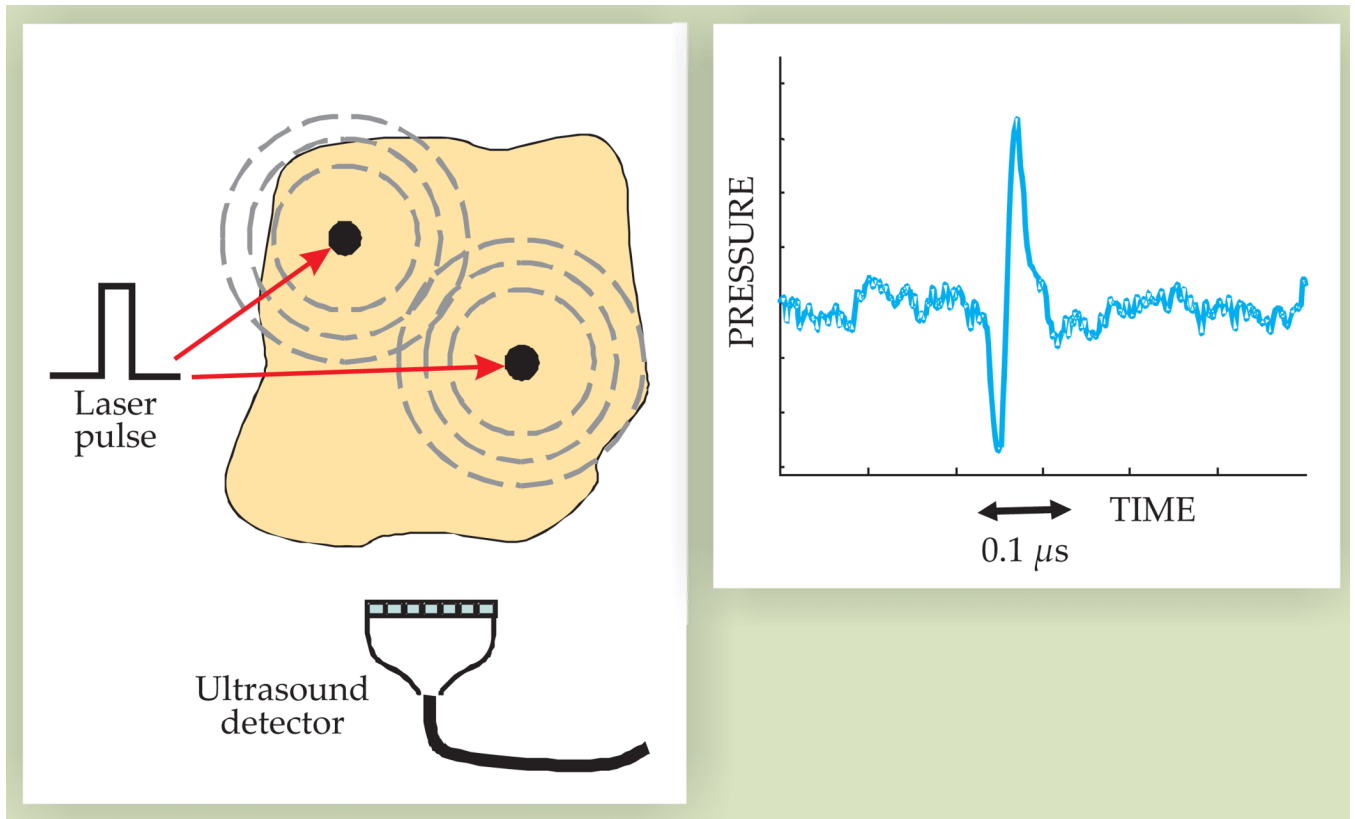 Laser
pulse
Ultrasound
detector
PRESSURE
TIME
0.1 μs